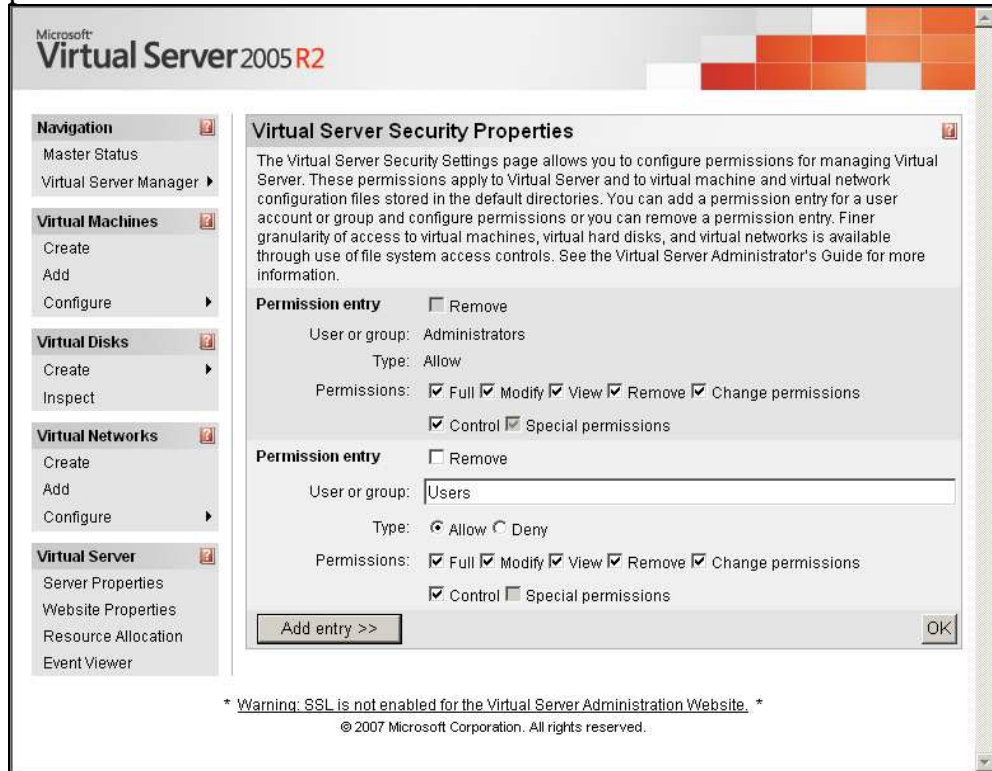 Microsoft
Virtual Server 2005 R2
Navigation
Master Status
Virtual Server Manager
Virtual Machines
Create
Add
Configure
Virtual Disks
Create
Inspect
Virtual Networks
Create
Add
Configure
Virtual Server
Server Properties
Website Properties
Resource Allocation
Event Viewer
Virtual Server Security Properties
The Virtual Server Security Settings page allows you to configure permissions for managing Virtual
Server. These permissions apply to Virtual Server and to virtual machine and virtual network
configuration files stored in the default directories. You can add a permission entry for a user
account or group and configure permissions or you can remove a permission entry. Finer
granularity of access to virtual machines, virtual hard disks, and virtual networks is available
through use of file system access controls. See the Virtual Server Administrator's Guide for more
information.
Permission entry Remove
User or group: Administrators
Type: Allow
Permissions: Full Modify View Remove Change permissions
Control Special permissions
Permission entry Remove
User or group: Users
Type: Allow Deny
Permissions: Full Modify View Remove Change permissions
Control Special permissions
Add entry >> OK
* Warning: SSL is not enabled for the Virtual Server Administration Website. *
© 2007 Microsoft Corporation. All rights reserved.